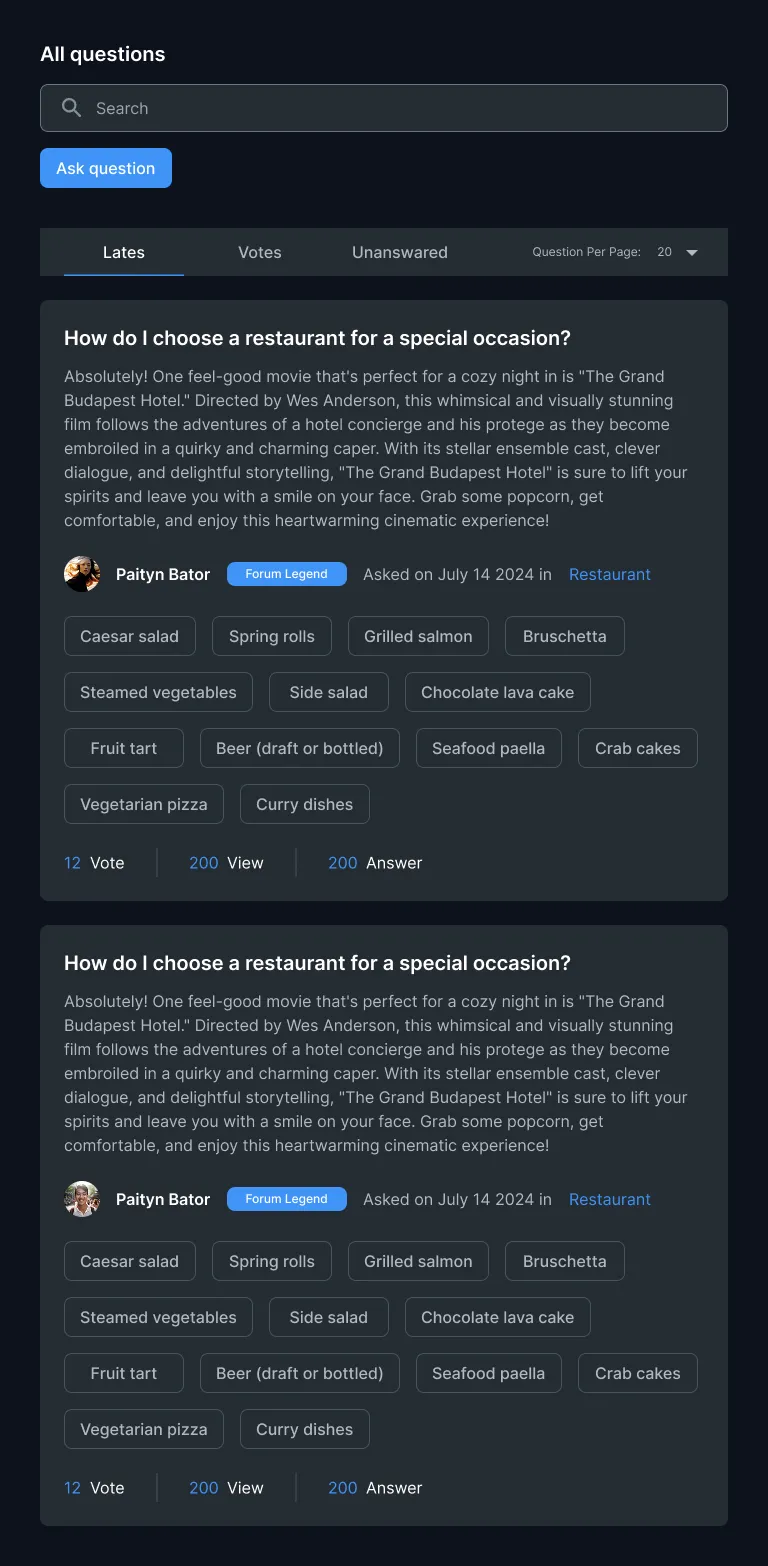 All questions
Search
Ask question
Lates Votes Unanswared Question Per Page: 20
How do I choose a restaurant for a special occasion?
Absolutely! One feel-good movie that's perfect for a cozy night in is "The Grand
Budapest Hotel." Directed by Wes Anderson, this whimsical and visually stunning
film follows the adventures of a hotel concierge and his protege as they become
embroiled in a quirky and charming caper. With its stellar ensemble cast, clever
dialogue, and delightful storytelling, "The Grand Budapest Hotel" is sure to lift your
spirits and leave you with a smile on your face. Grab some popcorn, get
comfortable, and enjoy this heartwarming cinematic experience!
Paityn Bator Forum Legend Asked on July 14 2024 in Restaurant
Caesar salad Spring rolls Grilled salmon Bruschetta
Steamed vegetables Side salad Chocolate lava cake
Fruit tart Beer (draft or bottled) Seafood paella Crab cakes
Vegetarian pizza Curry dishes
12 Vote 200 View 200 Answer
How do I choose a restaurant for a special occasion?
Absolutely! One feel-good movie that's perfect for a cozy night in is "The Grand
Budapest Hotel." Directed by Wes Anderson, this whimsical and visually stunning
film follows the adventures of a hotel concierge and his protege as they become
embroiled in a quirky and charming caper. With its stellar ensemble cast, clever
dialogue, and delightful storytelling, "The Grand Budapest Hotel" is sure to lift your
spirits and leave you with a smile on your face. Grab some popcorn, get
comfortable, and enjoy this heartwarming cinematic experience!
Paityn Bator Forum Legend Asked on July 14 2024 in Restaurant
Caesar salad Spring rolls Grilled salmon Bruschetta
Steamed vegetables Side salad Chocolate lava cake
Fruit tart Beer (draft or bottled) Seafood paella Crab cakes
Vegetarian pizza Curry dishes
12 Vote 200 View 200 Answer